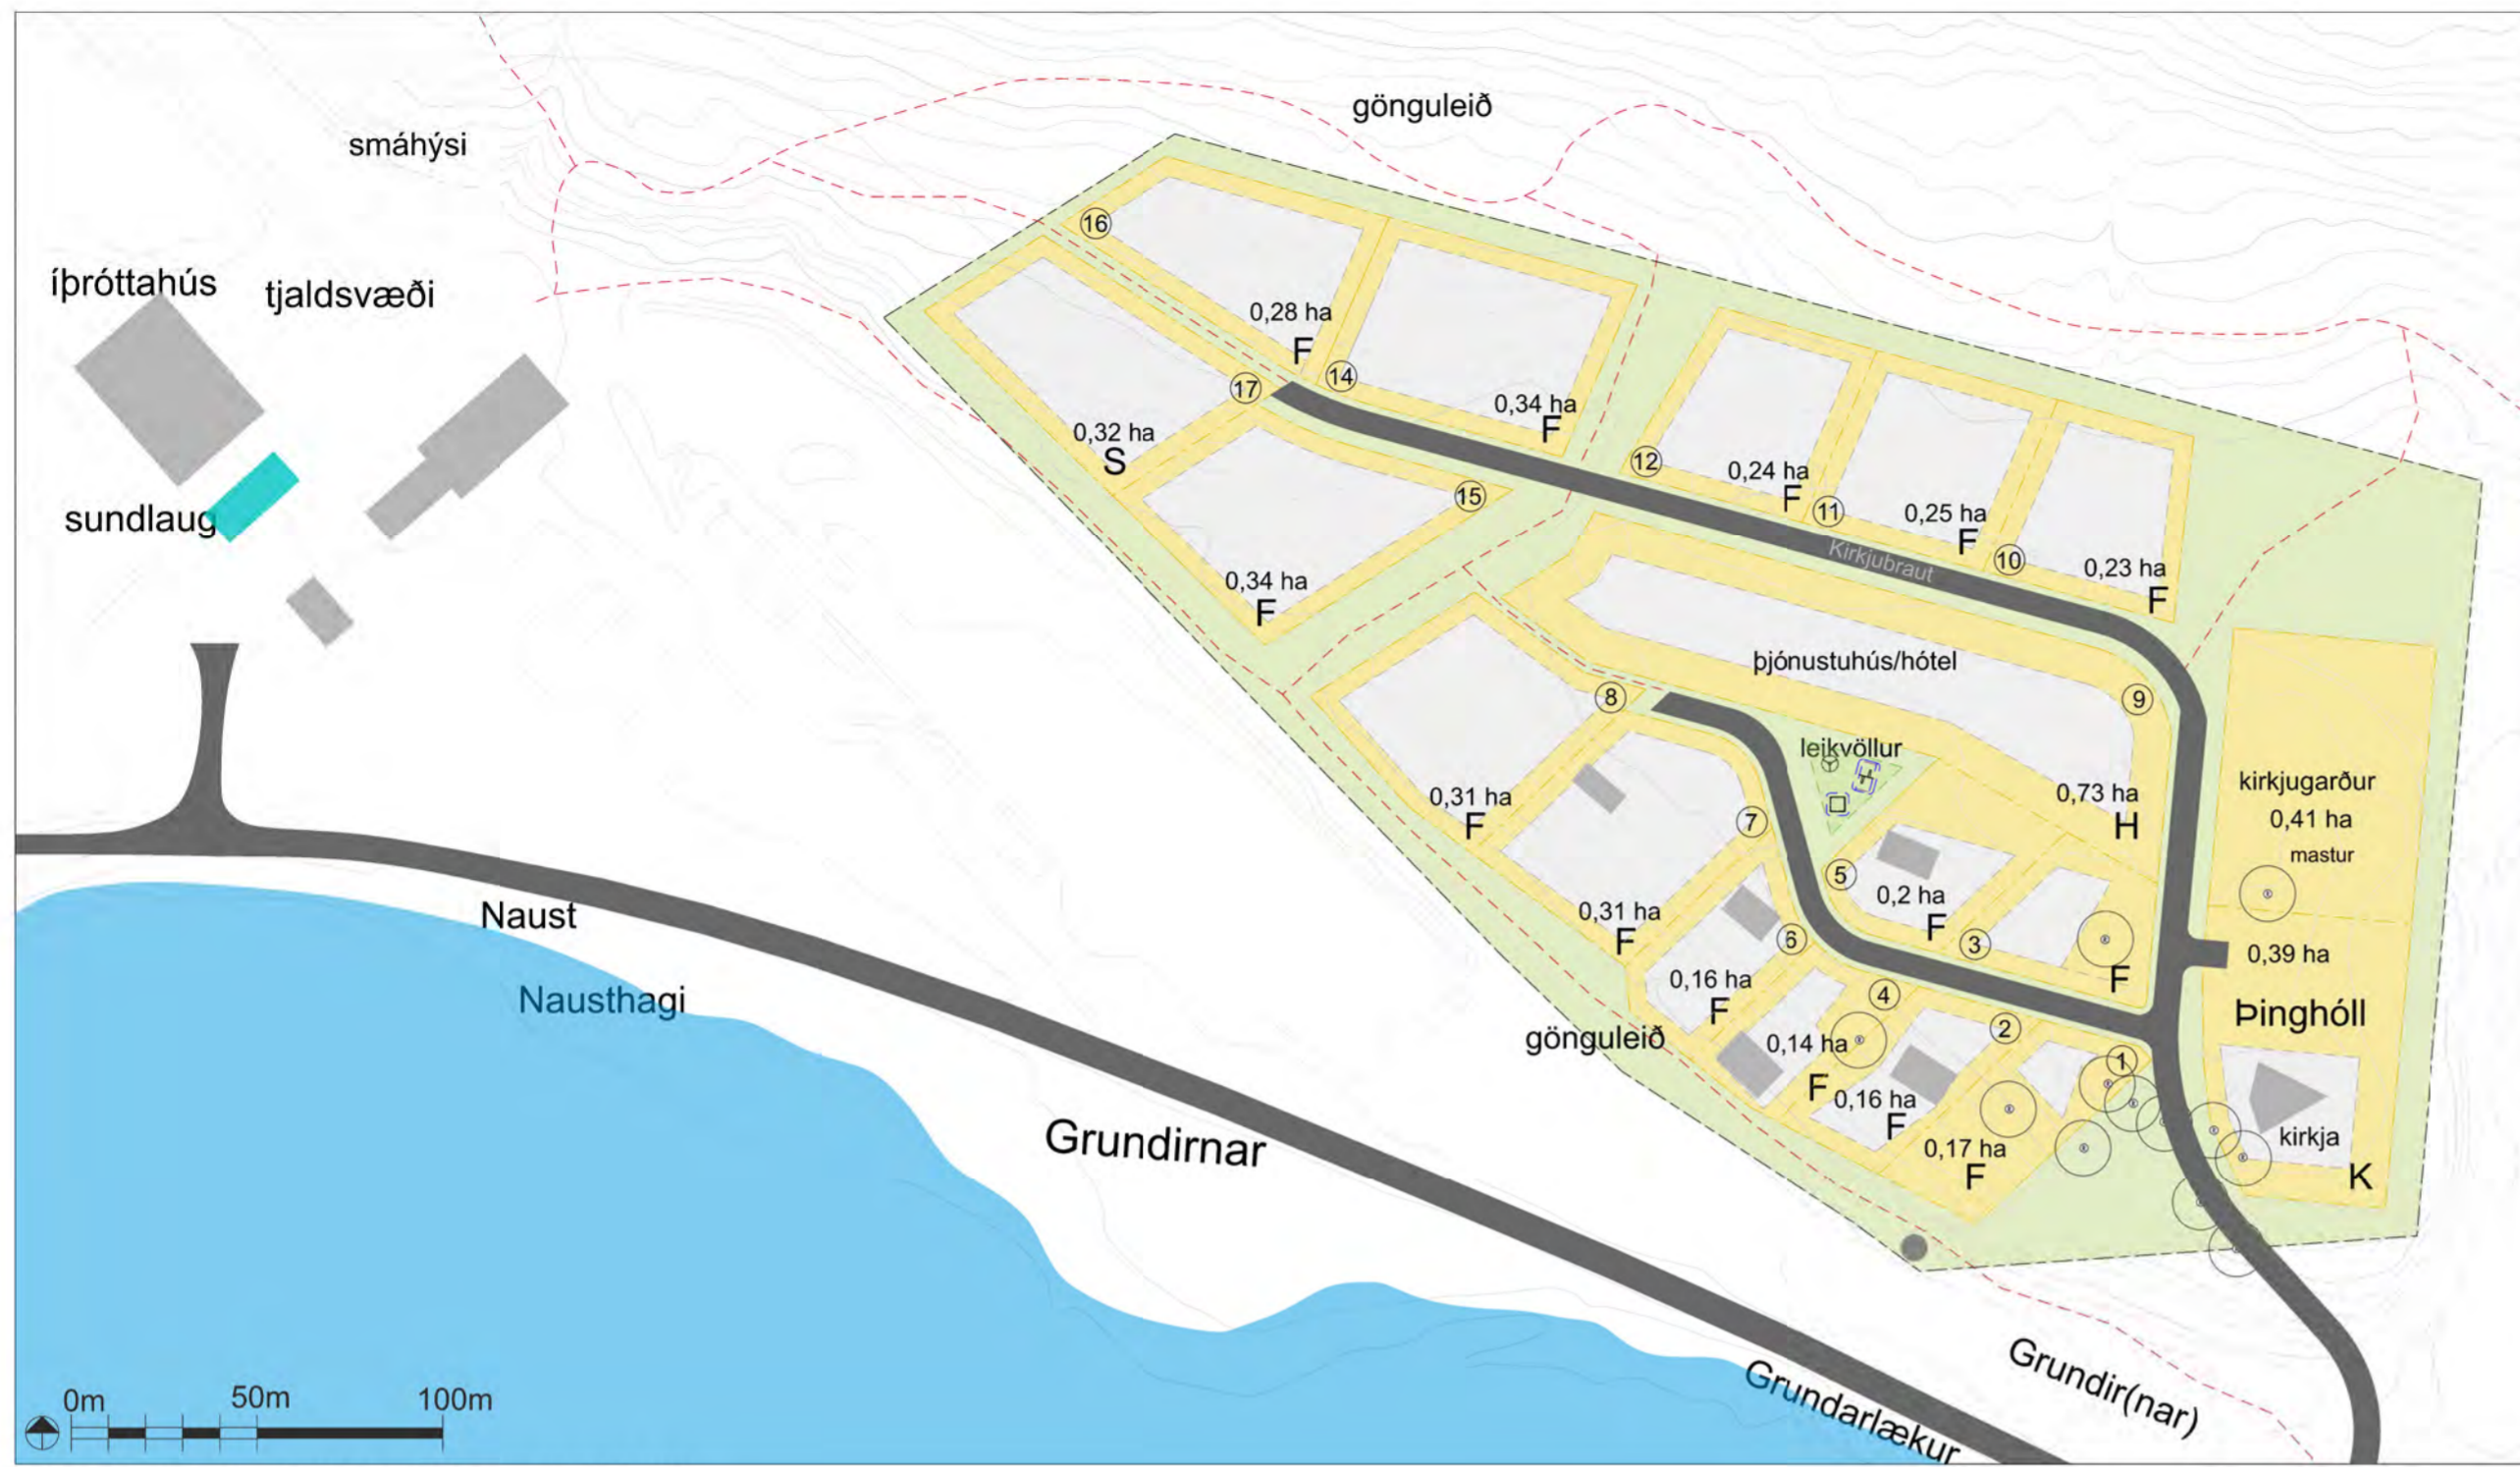 gönguleið
smáhýsi
16
íþróttahús
tjaldsvæði
0,28 ha
F
14
17
0,34 ha
F
0,32 ha
S
12
0,24 ha
F
15
11
0,25 ha
F
sundlaug
Kirkjubraut
10
0,23 ha
F
0,34 ha
F
þjónustuhús/hótel
8
9
leikvöllur
kirkjugarður
0,41 ha
mastur
0,73 ha
H
0,31 ha
F
7
5
0,2 ha
F
Naust
0,31 ha
F
6
3
F
0,39 ha
Þinghóll
0,16 ha
F
4
Nausthagi
2
gönguleið
0,14 ha
F
1
0,16 ha
F
Grundirnar
kirkja
K
0,17 ha
F
Grundir(nar)
Grundarlækur
0m
50m
100m